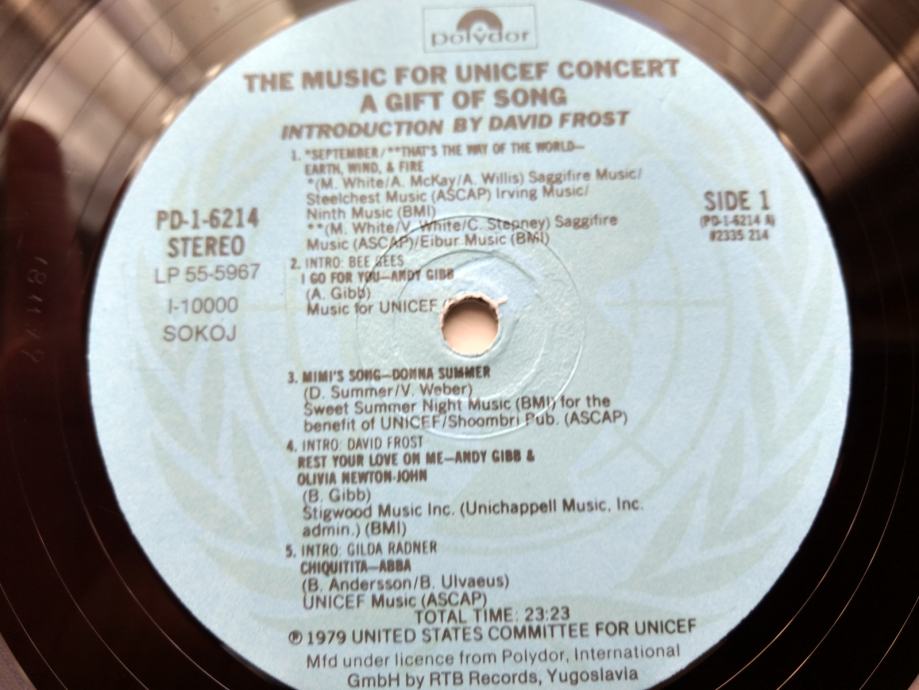 polydor
THE MUSIC FOR UNICEF CONCERT
A GIFT OF SONG
INTRODUCTION BY DAVID FROST
1. *SEPTEMBER/**THAT'S THE WAY OF THE WORLD—
EARTH, WIND, & FIRE
*(M. White/A. McKay/A. Willis) Saggifire Music/
Steelchest Music (ASCAP) Irving Music/
Ninth Music (BMI)
**(M. White/V. White/C. Stepney) Saggifire
Music (ASCAP)/Eibur Music (BMI)
2. INTRO: BEE GEES
I GO FOR YOU—ANDY GIBB
(A. Gibb)
Music for UNICEF
PD-1-6214
STEREO
LP 55-5967
I-10000
SOKOJ
SIDE 1
(PD-1-6214 A)
#2335 214
3. MIMI'S SONG—DONNA SUMMER
(D. Summer/V. Weber)
Sweet Summer Night Music (BMI) for the
benefit of UNICEF/Shoombri Pub. (ASCAP)
4. INTRO: DAVID FROST
REST YOUR LOVE ON ME—ANDY GIBB &
OLIVIA NEWTON-JOHN
(B. Gibb)
Stigwood Music Inc. (Unichappell Music, Inc.
admin.) (BMI)
5. INTRO: GILDA RADNER
CHIQUITITA—ABBA
(B. Andersson/B. Ulvaeus)
UNICEF Music (ASCAP)
TOTAL TIME: 23:23
℗ 1979 UNITED STATES COMMITTEE FOR UNICEF
Mfd under licence from Polydor, International
GmbH by RTB Records, Yugoslavia